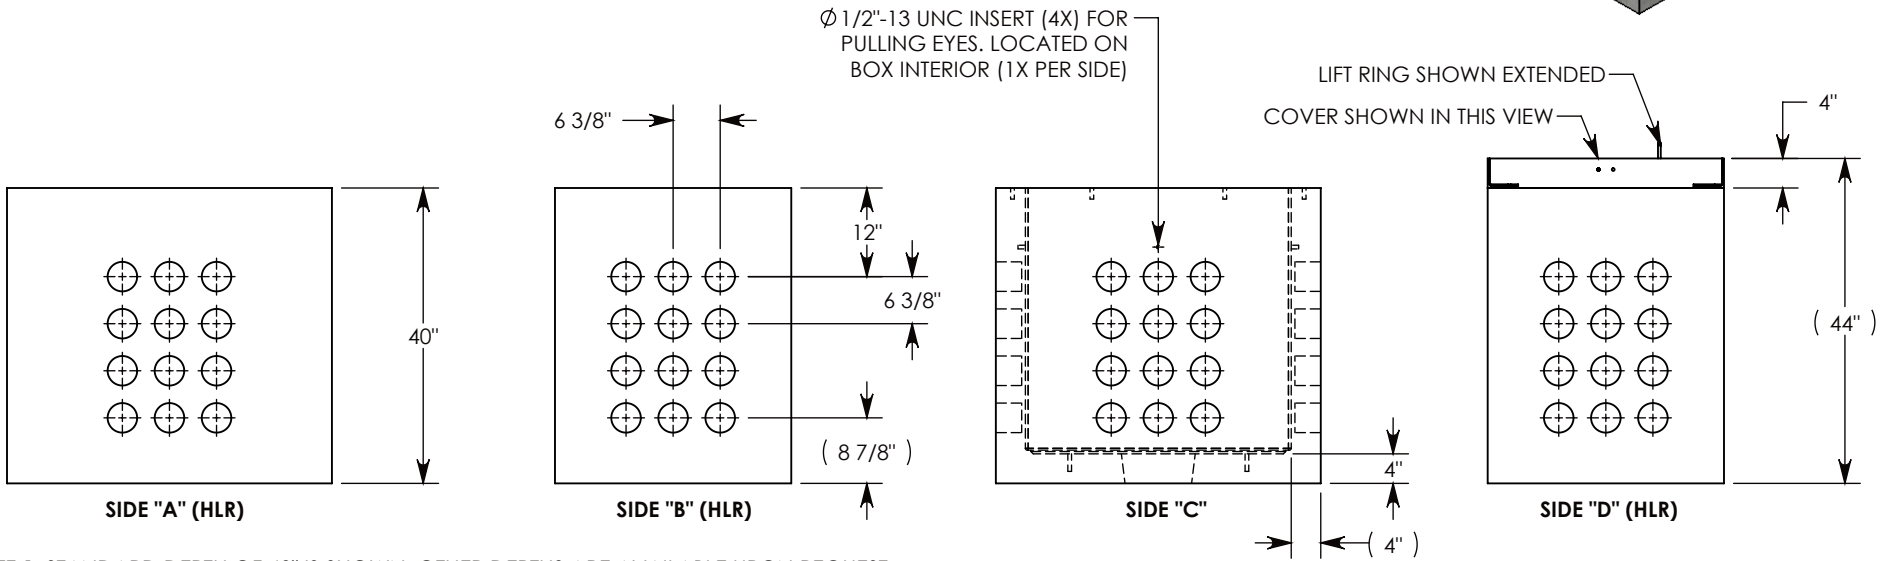 Ø 1/2"-13 UNC INSERT (4X) FOR
PULLING EYES. LOCATED ON
BOX INTERIOR (1X PER SIDE)
LIFT RING SHOWN EXTENDED
COVER SHOWN IN THIS VIEW
4"
6 3/8"
12"
6 3/8"
40"
( 44" )
( 8 7/8" )
4"
SIDE "A" (HLR)
SIDE "B" (HLR)
SIDE "C"
SIDE "D" (HLR)
( 4" )